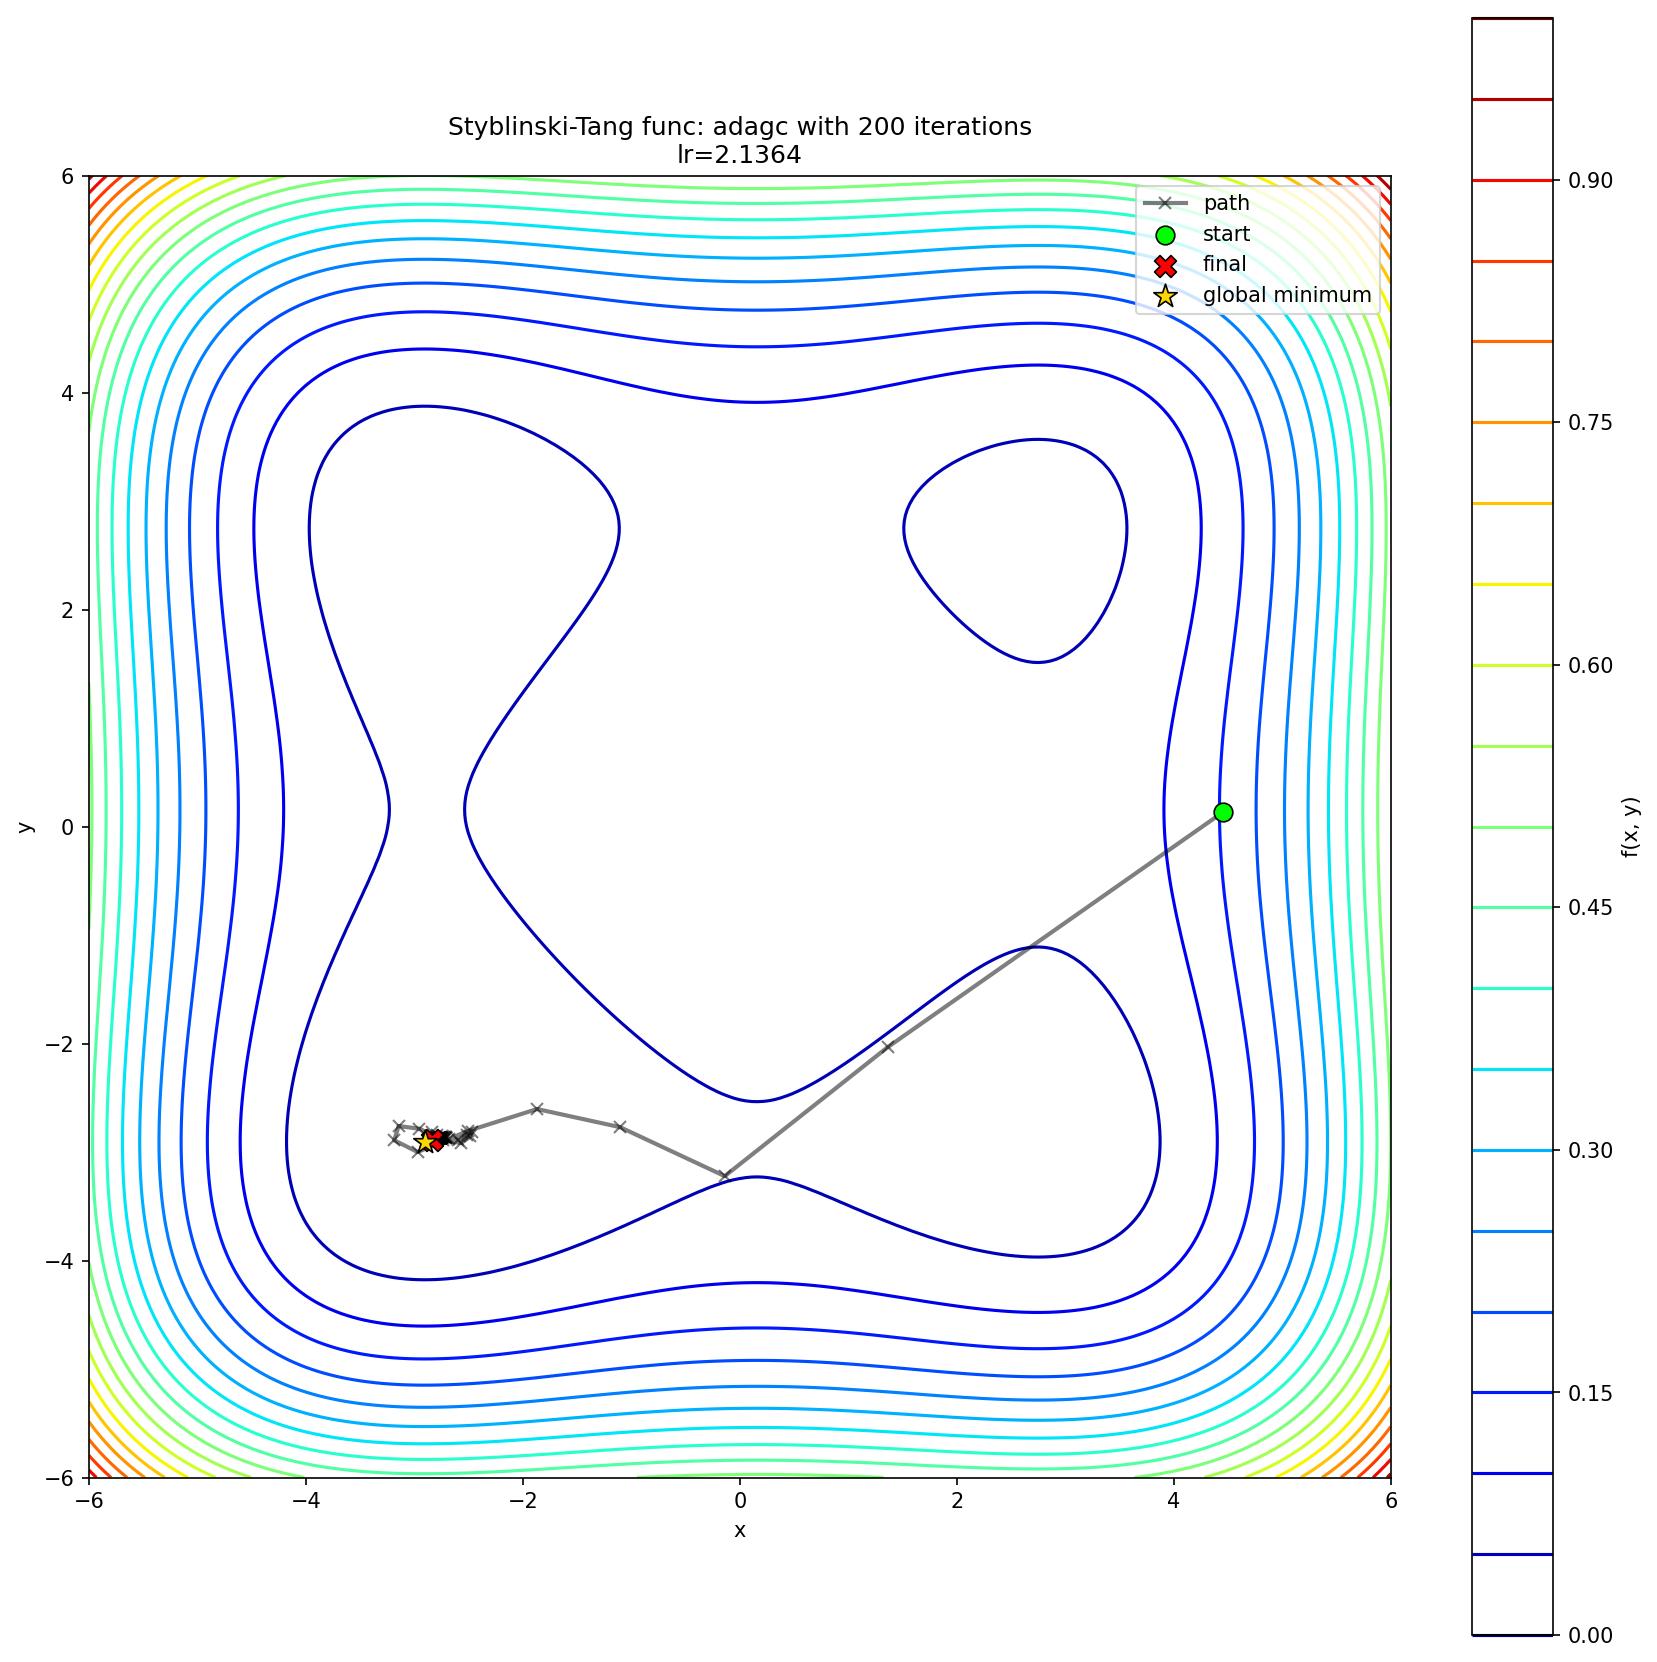 Styblinski-Tang func: adagc with 200 iterations
lr=2.1364
path
start
final
global minimum
6
4
2
0
−2
−4
−6
y
−6
−4
−2
0
2
4
6
x
0.90
0.75
0.60
0.45
0.30
0.15
0.00
f(x, y)